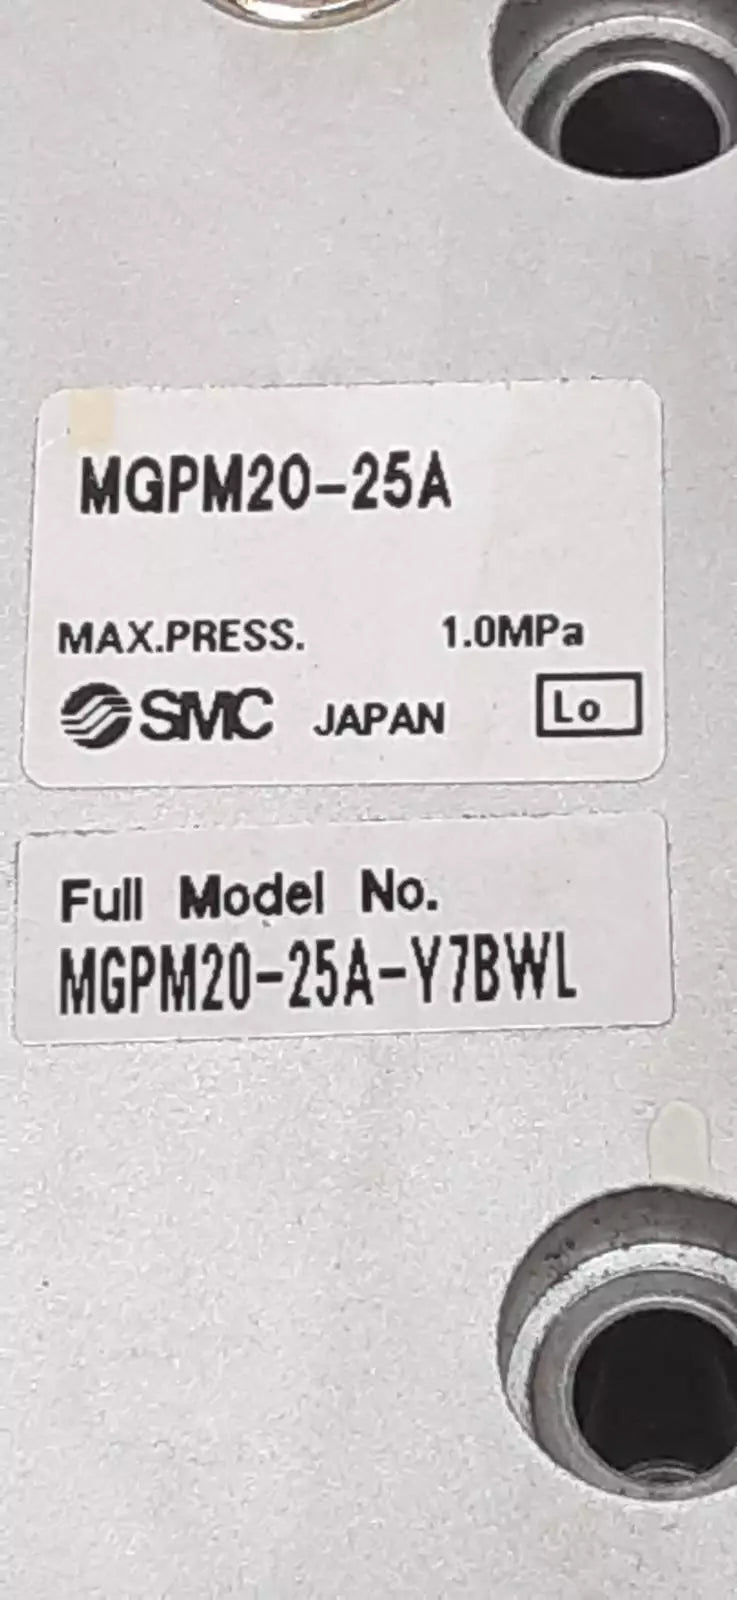 MGPM20-25A
MAX.PRESS. 1.0MPa
SMC JAPAN Lo
Full Model No.
MGPM20-25A-Y7BWL